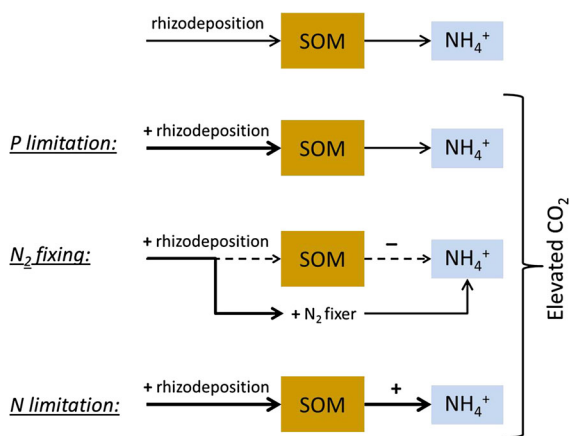 rhizodeposition SOM NH₄⁺
P limitation: + rhizodeposition SOM NH₄⁺
N₂ fixing: + rhizodeposition SOM − NH₄⁺
+ N₂ fixer
N limitation: + rhizodeposition SOM + NH₄⁺
Elevated CO₂